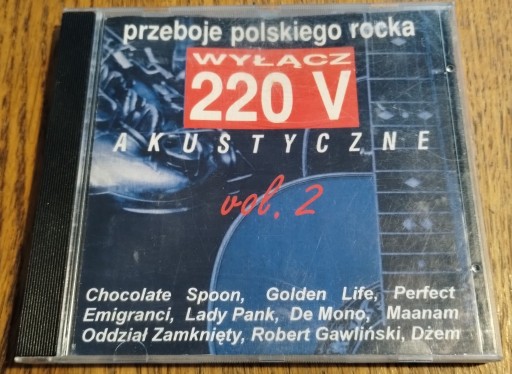 przeboje polskiego rocka
WYŁĄCZ
220 V
AKUSTYCZNE
vol. 2
Chocolate Spoon, Golden Life, Perfect
Emigranci, Lady Pank, De Mono, Maanam
Oddział Zamknięty, Robert Gawliński, Dżem